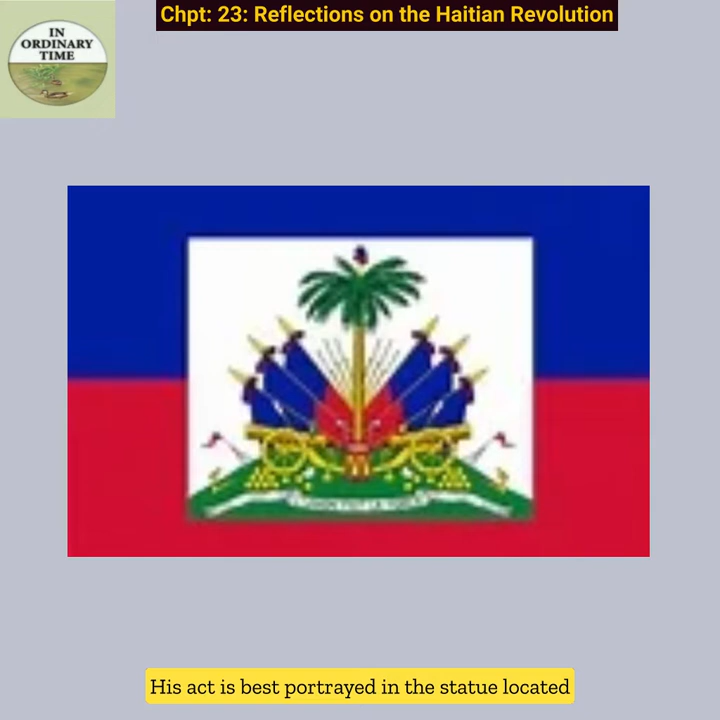 Chpt: 23: Reflections on the Haitian Revolution
IN
ORDINARY
TIME
His act is best portrayed in the statue located